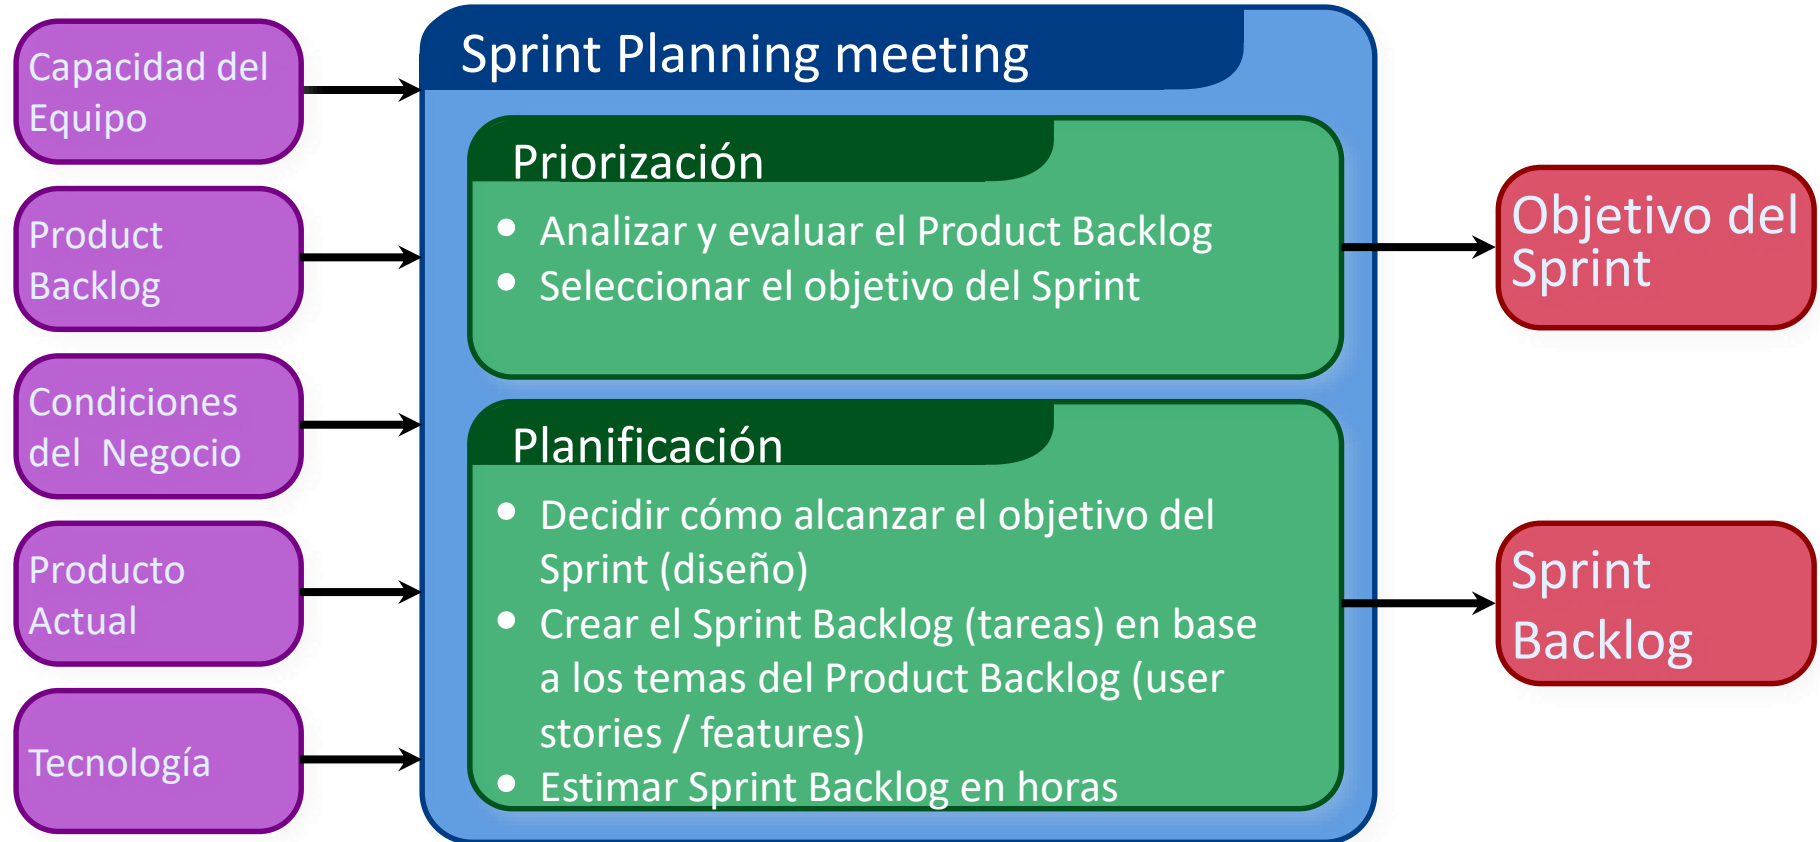 Capacidad del
Equipo
Product
Backlog
Condiciones
del  Negocio
Producto
Actual
Tecnología
Sprint Planning meeting
Priorización
• Analizar y evaluar el Product Backlog
• Seleccionar el objetivo del Sprint
Planificación
• Decidir cómo alcanzar el objetivo del
Sprint (diseño)
• Crear el Sprint Backlog (tareas) en base
a los temas del Product Backlog (user
stories / features)
• Estimar Sprint Backlog en horas
Objetivo del
Sprint
Sprint
Backlog